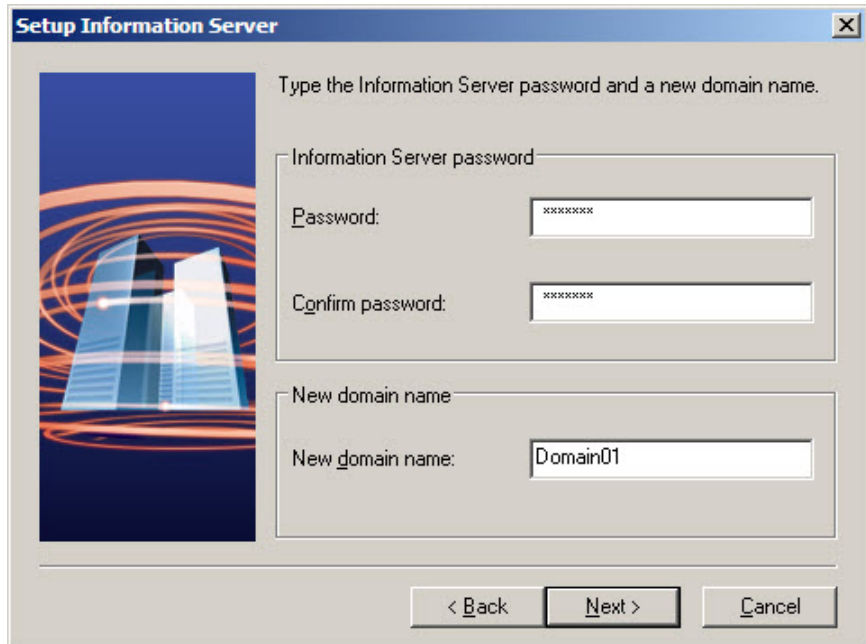 Setup Information Server
Type the Information Server password and a new domain name.
Information Server password
Password: *******
Confirm password: *******
New domain name
New domain name: Domain01
< Back Next > Cancel